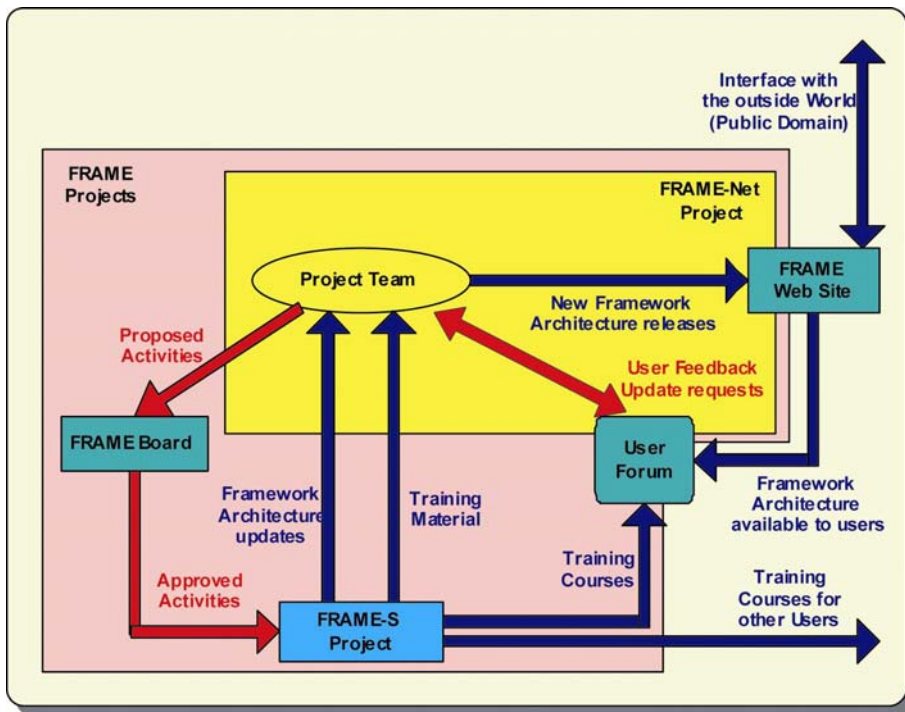 Interface with
the outside World
(Public Domain)
FRAME
Projects
FRAME-Net
Project
Project Team
FRAME
Web Site
New Framework
Architecture releases
Proposed
Activities
User Feedback
Update requests
FRAME Board
User
Forum
Framework
Architecture
updates
Training
Material
Framework
Architecture
available to users
Training
Courses
Approved
Activities
Training
Courses for
other Users
FRAME-S
Project